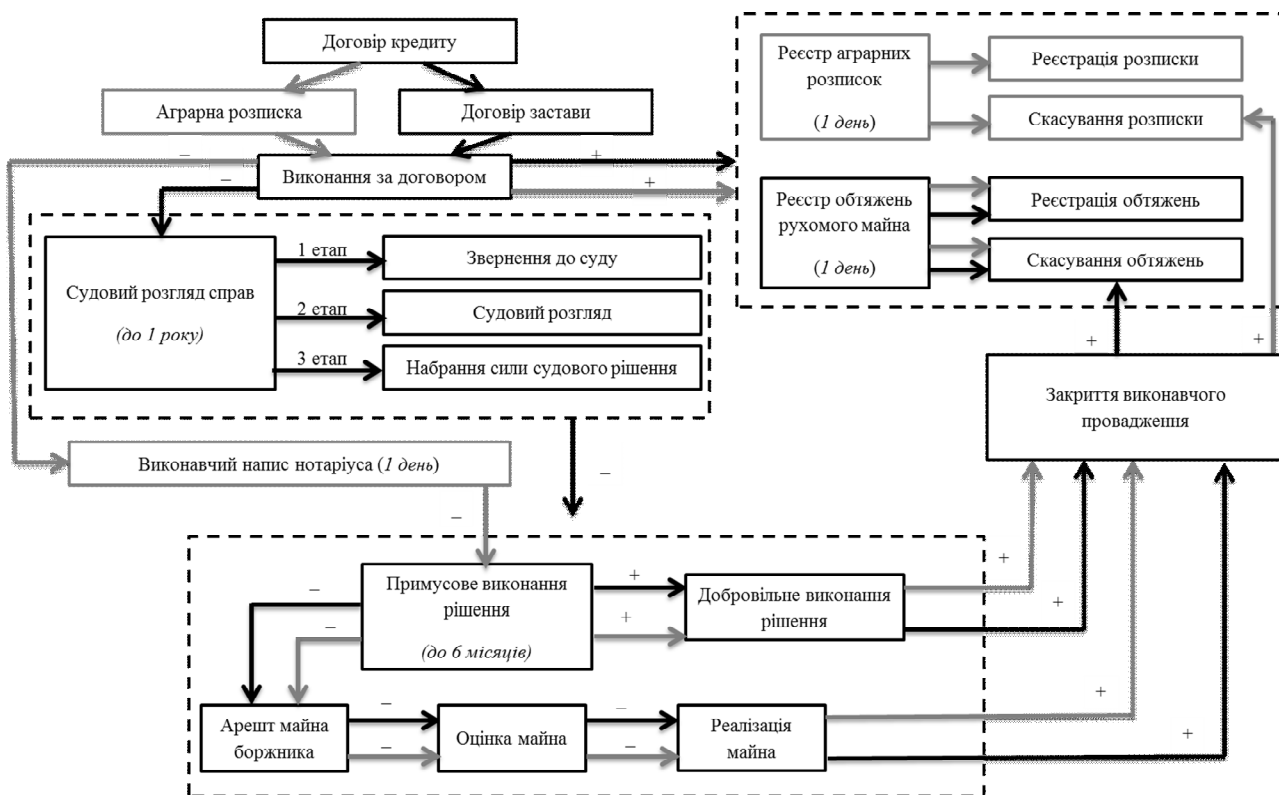 Договір кредиту
Аграрна розписка
Договір застави
Виконання за договором
–
–
+
+
Реєстр аграрних
розписок
(1 день)
Реєстрація розписки
Скасування розписки
Реєстр обтяжень
рухомого майна
(1 день)
Реєстрація обтяжень
Скасування обтяжень
Судовий розгляд справ
(до 1 року)
1 етап
Звернення до суду
2 етап
Судовий розгляд
3 етап
Набрання сили судового рішення
+
+
Закриття виконавчого
провадження
Виконавчий напис нотаріуса (1 день)
–
–
Примусове виконання
рішення
(до 6 місяців)
–
–
+
+
Добровільне виконання
рішення
+
+
Арешт майна
боржника
–
–
Оцінка майна
–
–
Реалізація
майна
+
+